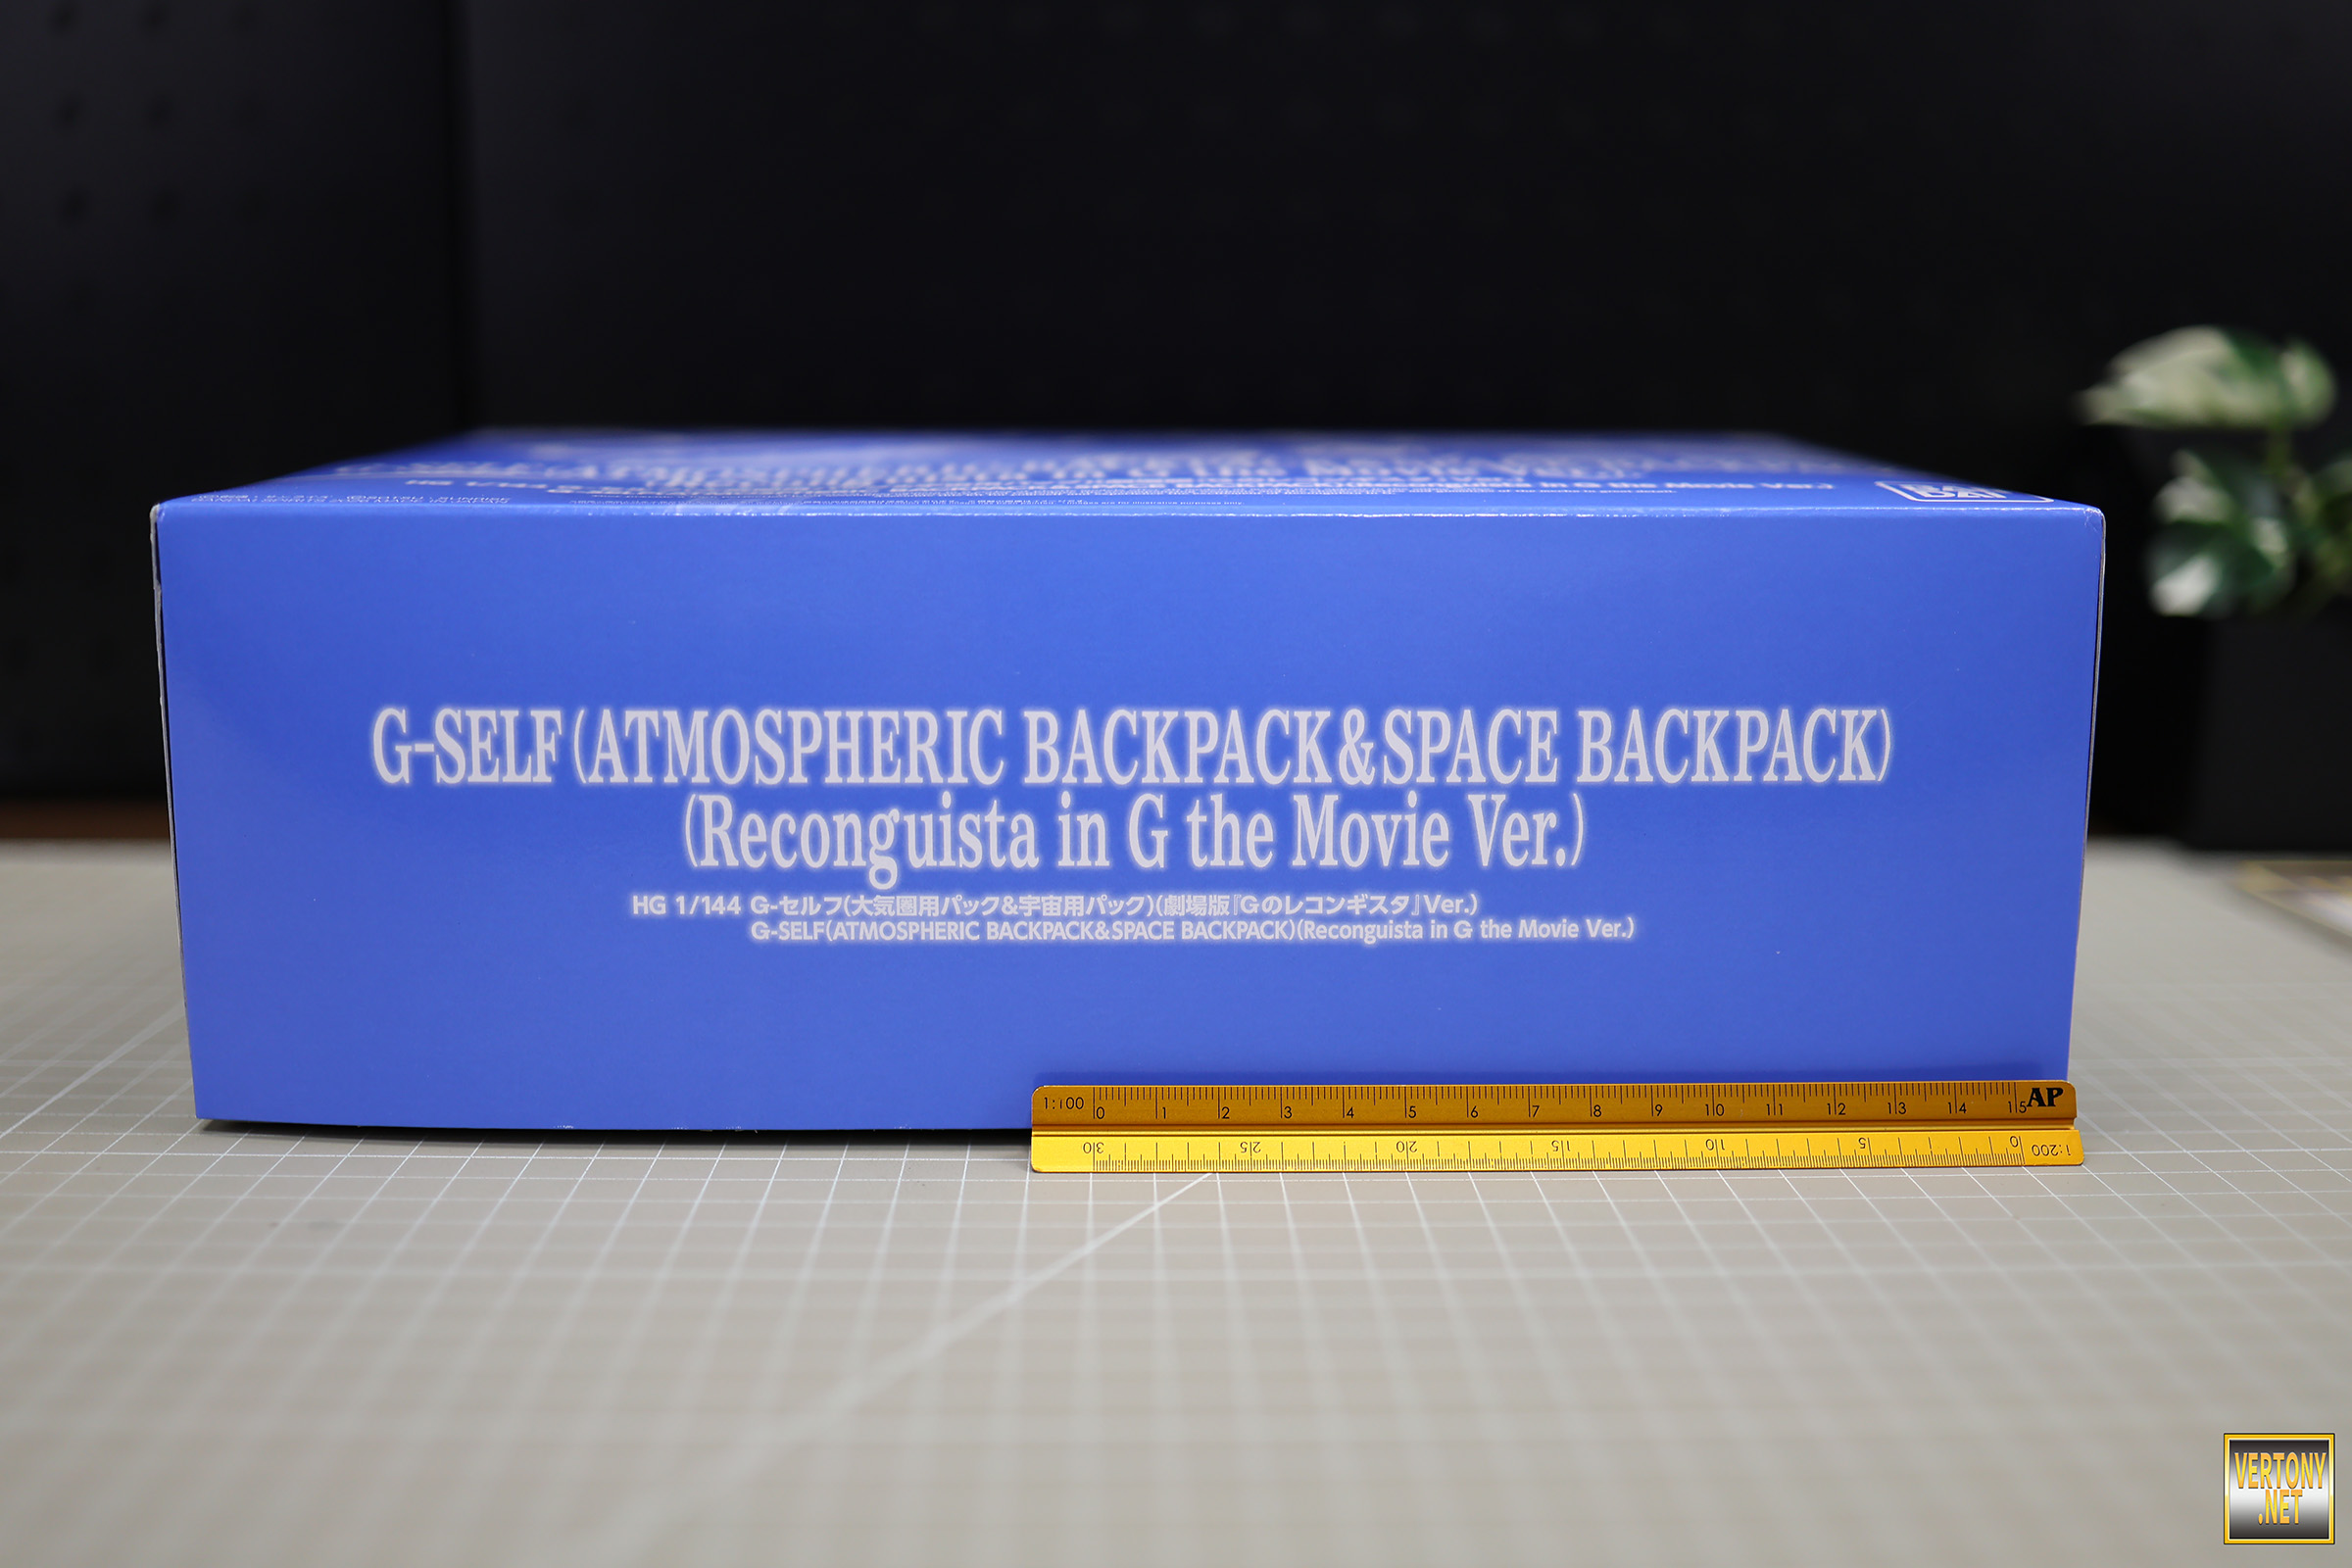 BANDAI
G-SELF(ATMOSPHERIC BACKPACK&SPACE BACKPACK)
(Reconguista in G the Movie Ver.)
HG 1/144 G-セルフ(大気圏用パック&宇宙用パック)(劇場版『Gのレコンギスタ』Ver.)
G-SELF(ATMOSPHERIC BACKPACK&SPACE BACKPACK)(Reconguista in G the Movie Ver.)
1:100 0 1 2 3 4 5 6 7 8 9 10 11 12 13 14 15 AP
30 25 20 15 10 5 0 1:200
VERTONY
.NET